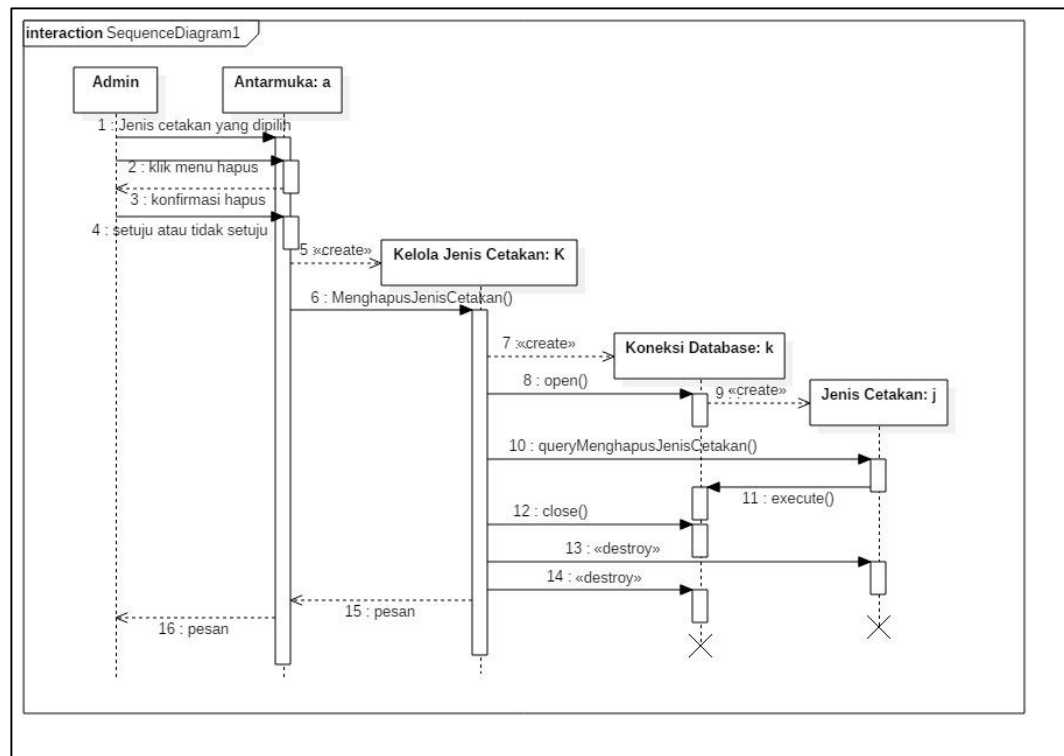 interaction SequenceDiagram1
Admin
Antarmuka: a
1 : Jenis cetakan yang dipilih
2 : klik menu hapus
3 : konfirmasi hapus
4 : setuju atau tidak setuju
5 : «create»
Kelola Jenis Cetakan: K
6 : MenghapusJenisCetakan()
7 : «create»
Koneksi Database: k
8 : open()
9 : «create»
Jenis Cetakan: j
10 : queryMenghapusJenisCetakan()
11 : execute()
12 : close()
13 : «destroy»
14 : «destroy»
15 : pesan
16 : pesan